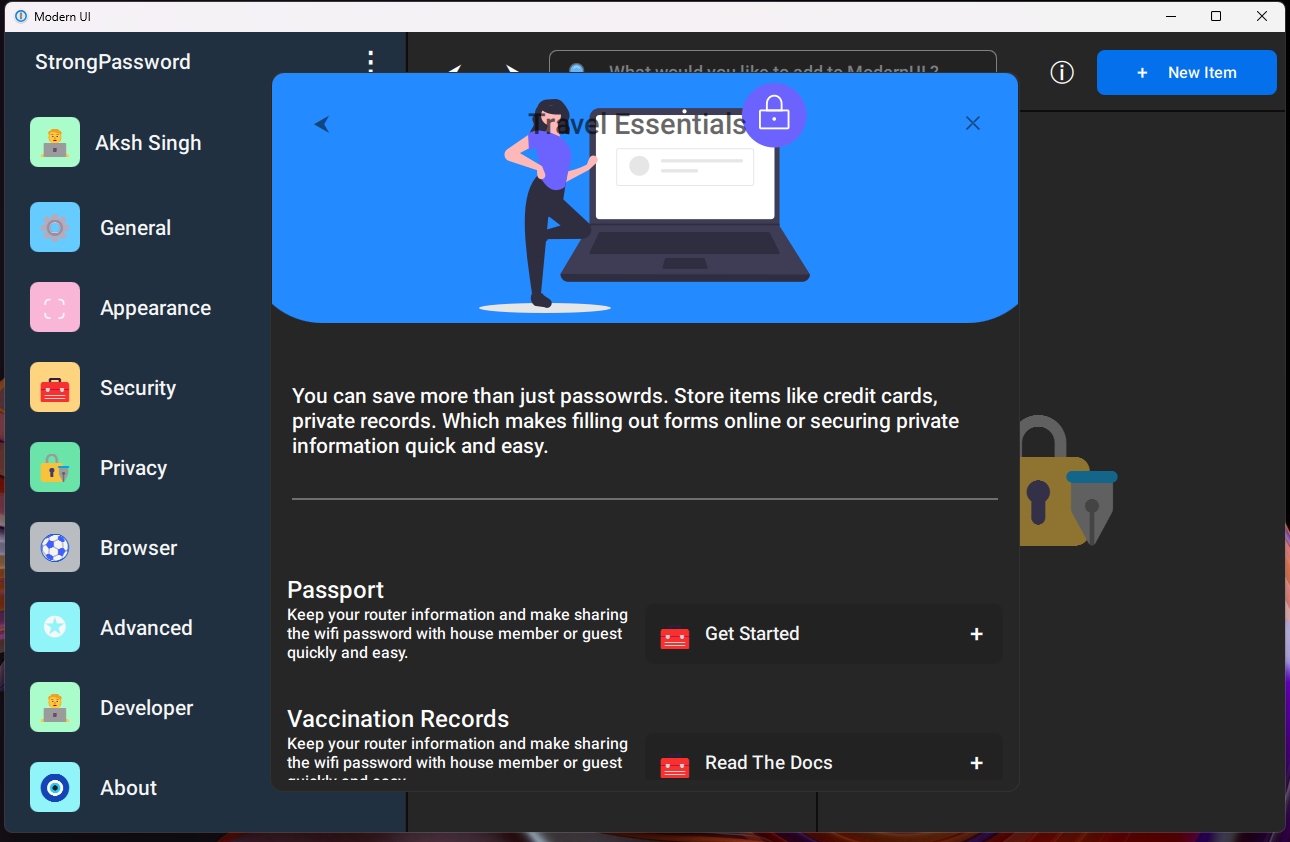 Modern UI
StrongPassword
What would you like to add to ModernUI ?
+ New Item
Aksh Singh
General
Appearance
Security
Privacy
Browser
Advanced
Developer
About
Travel Essentials
You can save more than just passowrds. Store items like credit cards,
private records. Which makes filling out forms online or securing private
information quick and easy.
Passport
Keep your router information and make sharing
the wifi password with house member or guest
quickly and easy.
Get Started +
Vaccination Records
Keep your router information and make sharing
the wifi password with house member or guest
quickly and easy.
Read The Docs +